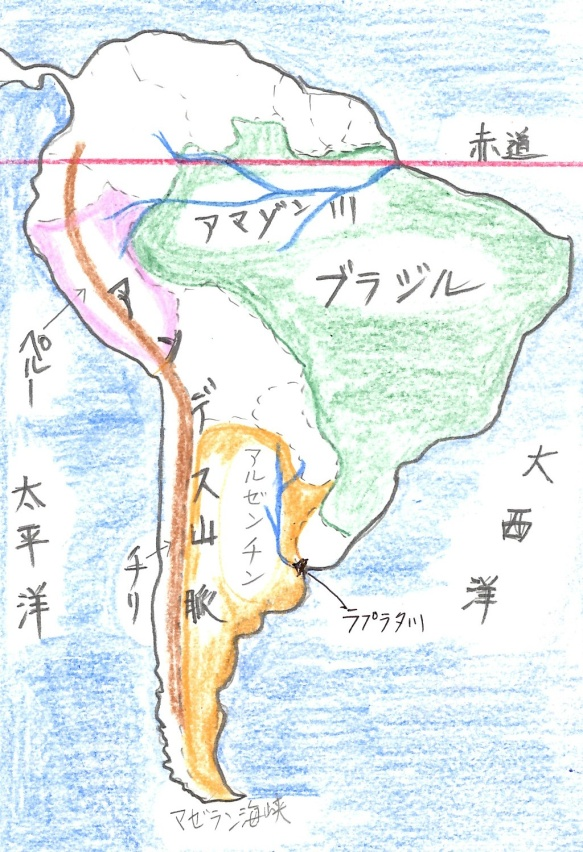 赤道
アマゾン川
ブラジル
ペルー
アンデス山脈
アルゼンチン
太平洋
大西洋
チリ
ラプラタ川
マゼラン海峡